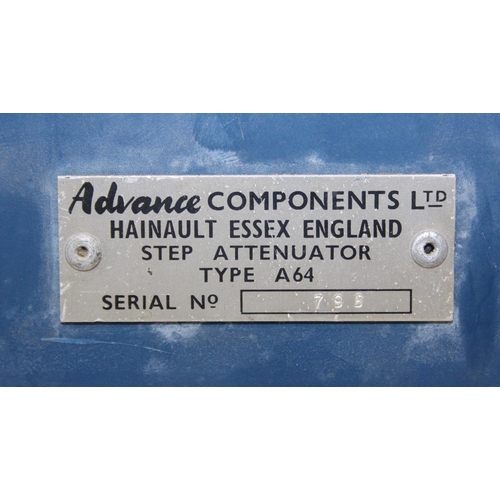 Advance COMPONENTS LTD
HAINAULT ESSEX ENGLAND
STEP ATTENUATOR
TYPE A64
SERIAL Nº